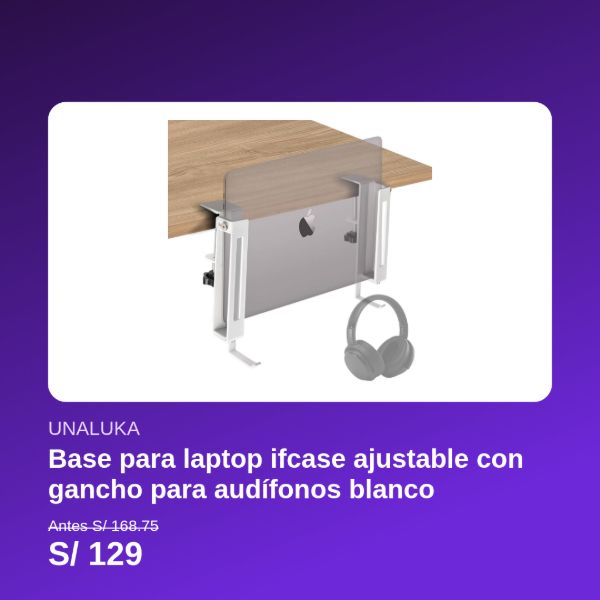 UNALUKA
Base para laptop ifcase ajustable con
gancho para audífonos blanco
Antes S/ 168.75
S/ 129